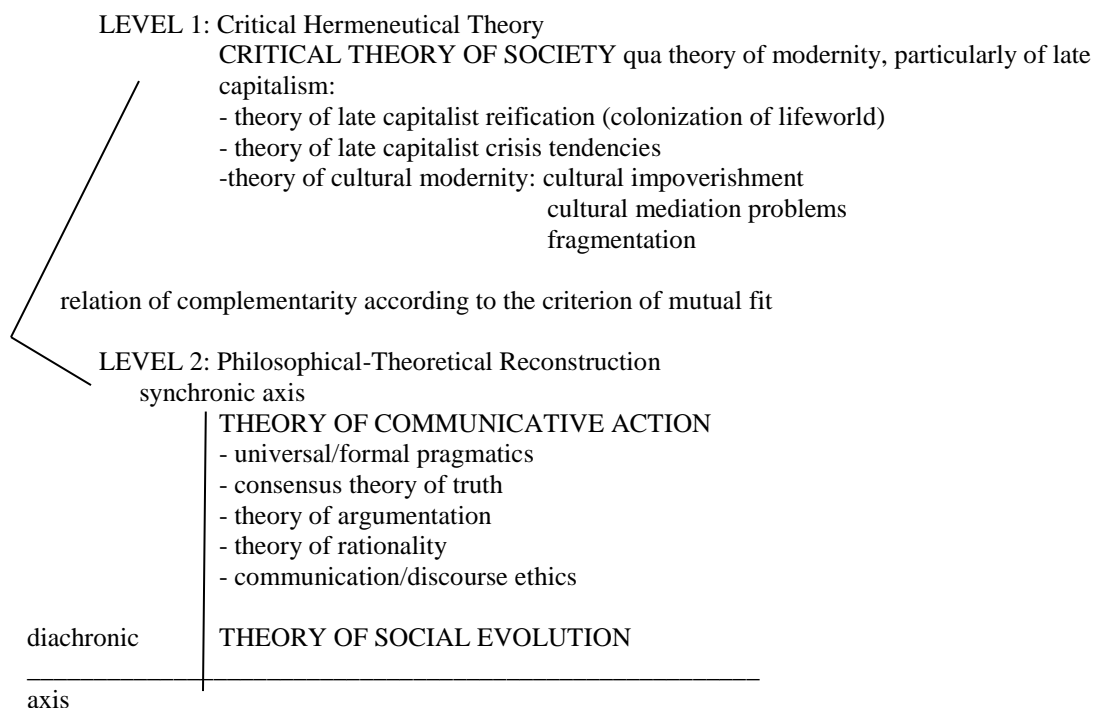 LEVEL 1: Critical Hermeneutical Theory
CRITICAL THEORY OF SOCIETY qua theory of modernity, particularly of late
capitalism:
- theory of late capitalist reification (colonization of lifeworld)
- theory of late capitalist crisis tendencies
-theory of cultural modernity: cultural impoverishment
cultural mediation problems
fragmentation
relation of complementarity according to the criterion of mutual fit
LEVEL 2: Philosophical-Theoretical Reconstruction
synchronic axis
THEORY OF COMMUNICATIVE ACTION
- universal/formal pragmatics
- consensus theory of truth
- theory of argumentation
- theory of rationality
- communication/discourse ethics
diachronic THEORY OF SOCIAL EVOLUTION
axis